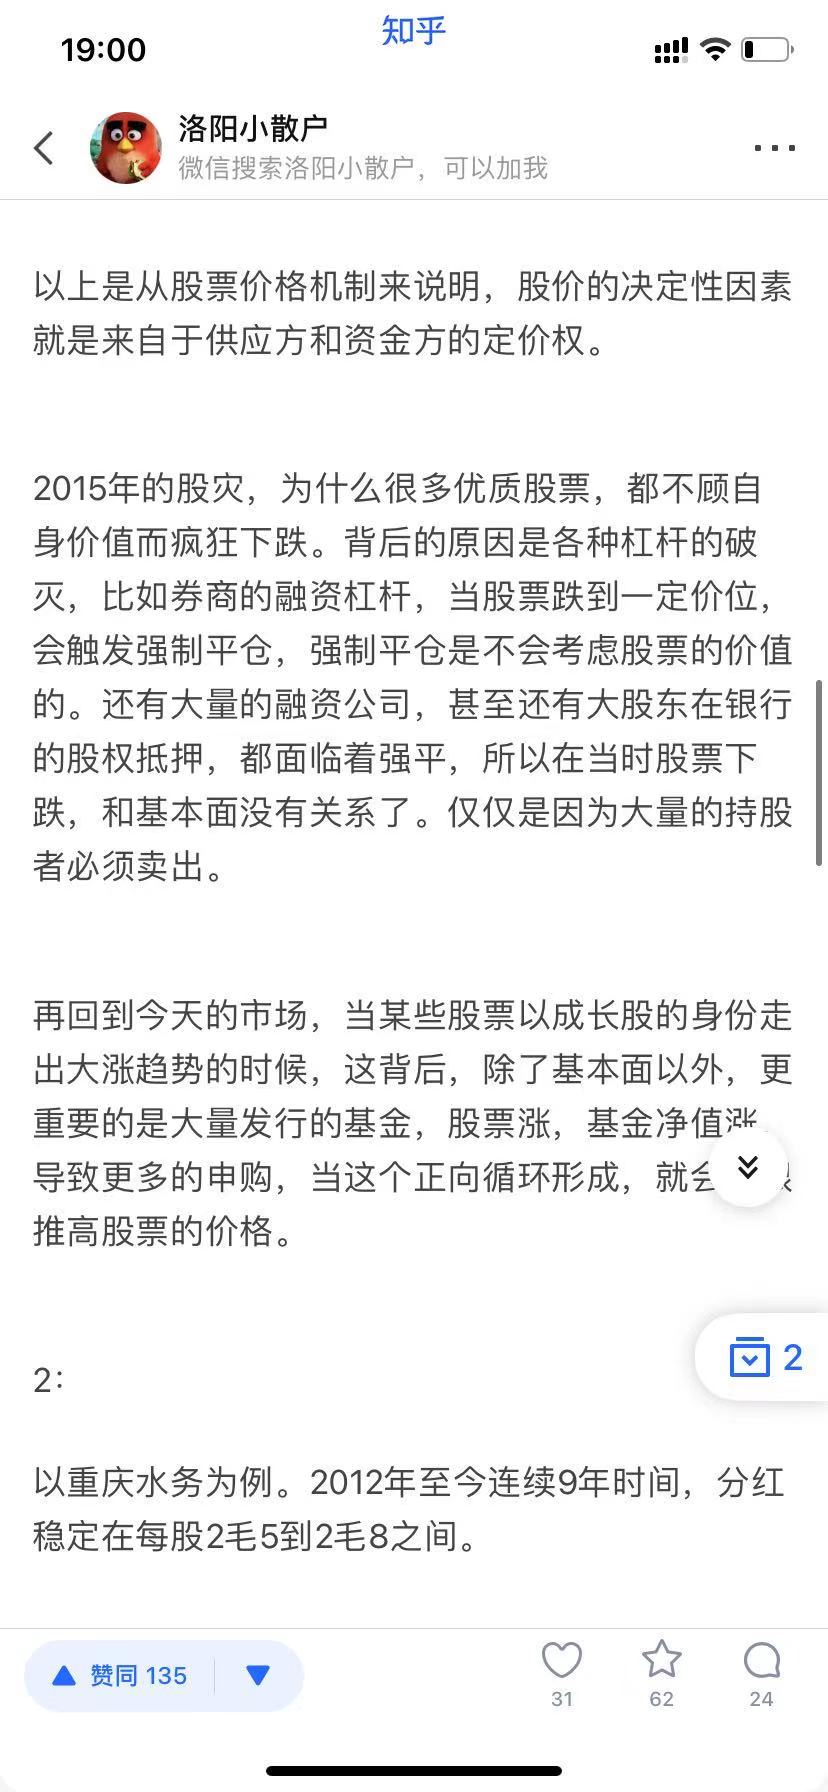 19:00
知乎
洛阳小散户
微信搜索洛阳小散户，可以加我
以上是从股票价格机制来说明，股价的决定性因素
就是来自于供应方和资金方的定价权。
2015年的股灾，为什么很多优质股票，都不顾自
身价值而疯狂下跌。背后的原因是各种杠杆的破
灭，比如券商的融资杠杆，当股票跌到一定价位，
会触发强制平仓，强制平仓是不会考虑股票的价值
的。还有大量的融资公司，甚至还有大股东在银行
的股权抵押，都面临着强平，所以在当时股票下
跌，和基本面没有关系了。仅仅是因为大量的持股
者必须卖出。
再回到今天的市场，当某些股票以成长股的身份走
出大涨趋势的时候，这背后，除了基本面以外，更
重要的是大量发行的基金，股票涨，基金净值涨，
导致更多的申购，当这个正向循环形成，就会
推高股票的价格。
2
2：
以重庆水务为例。2012年至今连续9年时间，分红
稳定在每股2毛5到2毛8之间。
赞同 135
31
62
24